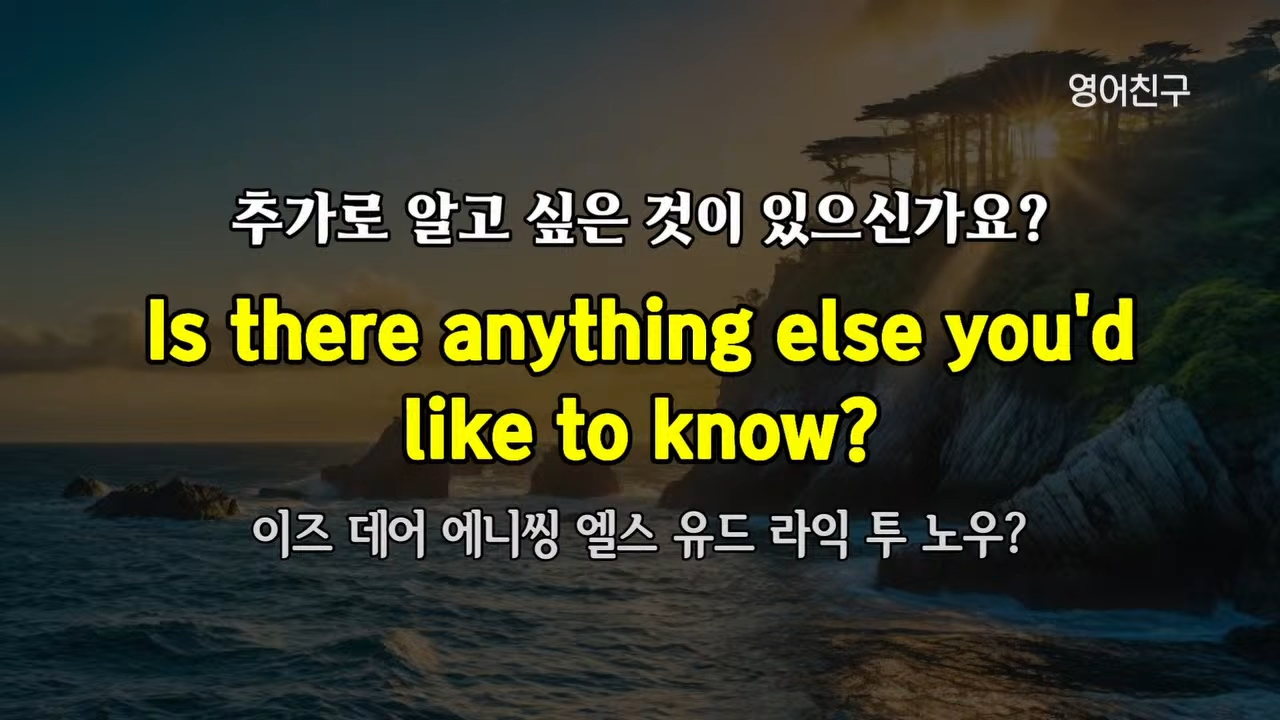 영어친구
추가로 알고 싶은 것이 있으신가요?
Is there anything else you'd
like to know?
이즈 데어 에니씽 엘스 유드 라익 투 노우?